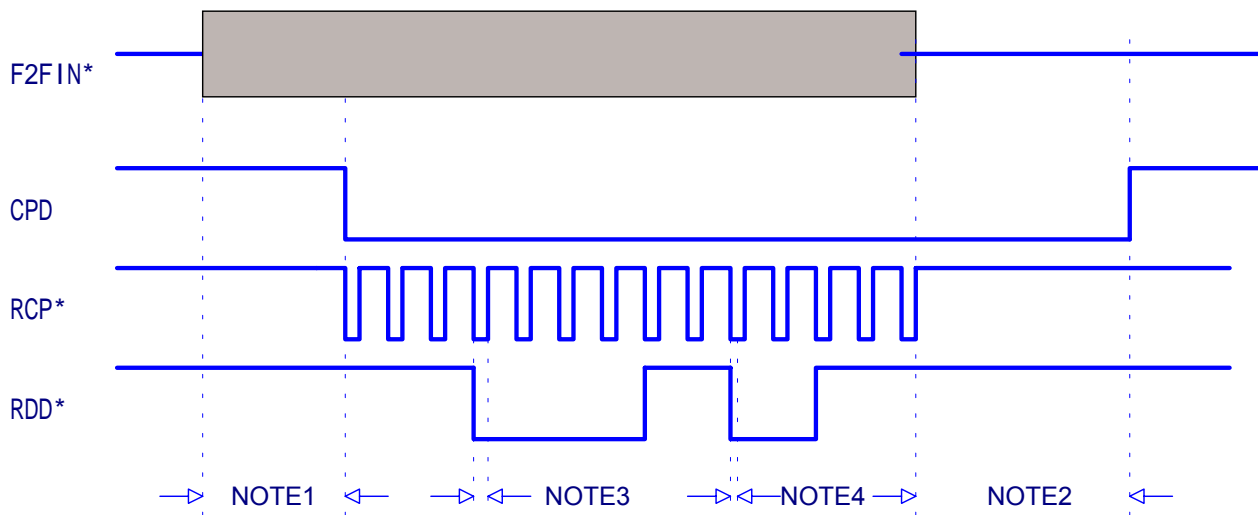 F2FIN*
CPD
RCP*
RDD*
NOTE1 NOTE3 NOTE4 NOTE2